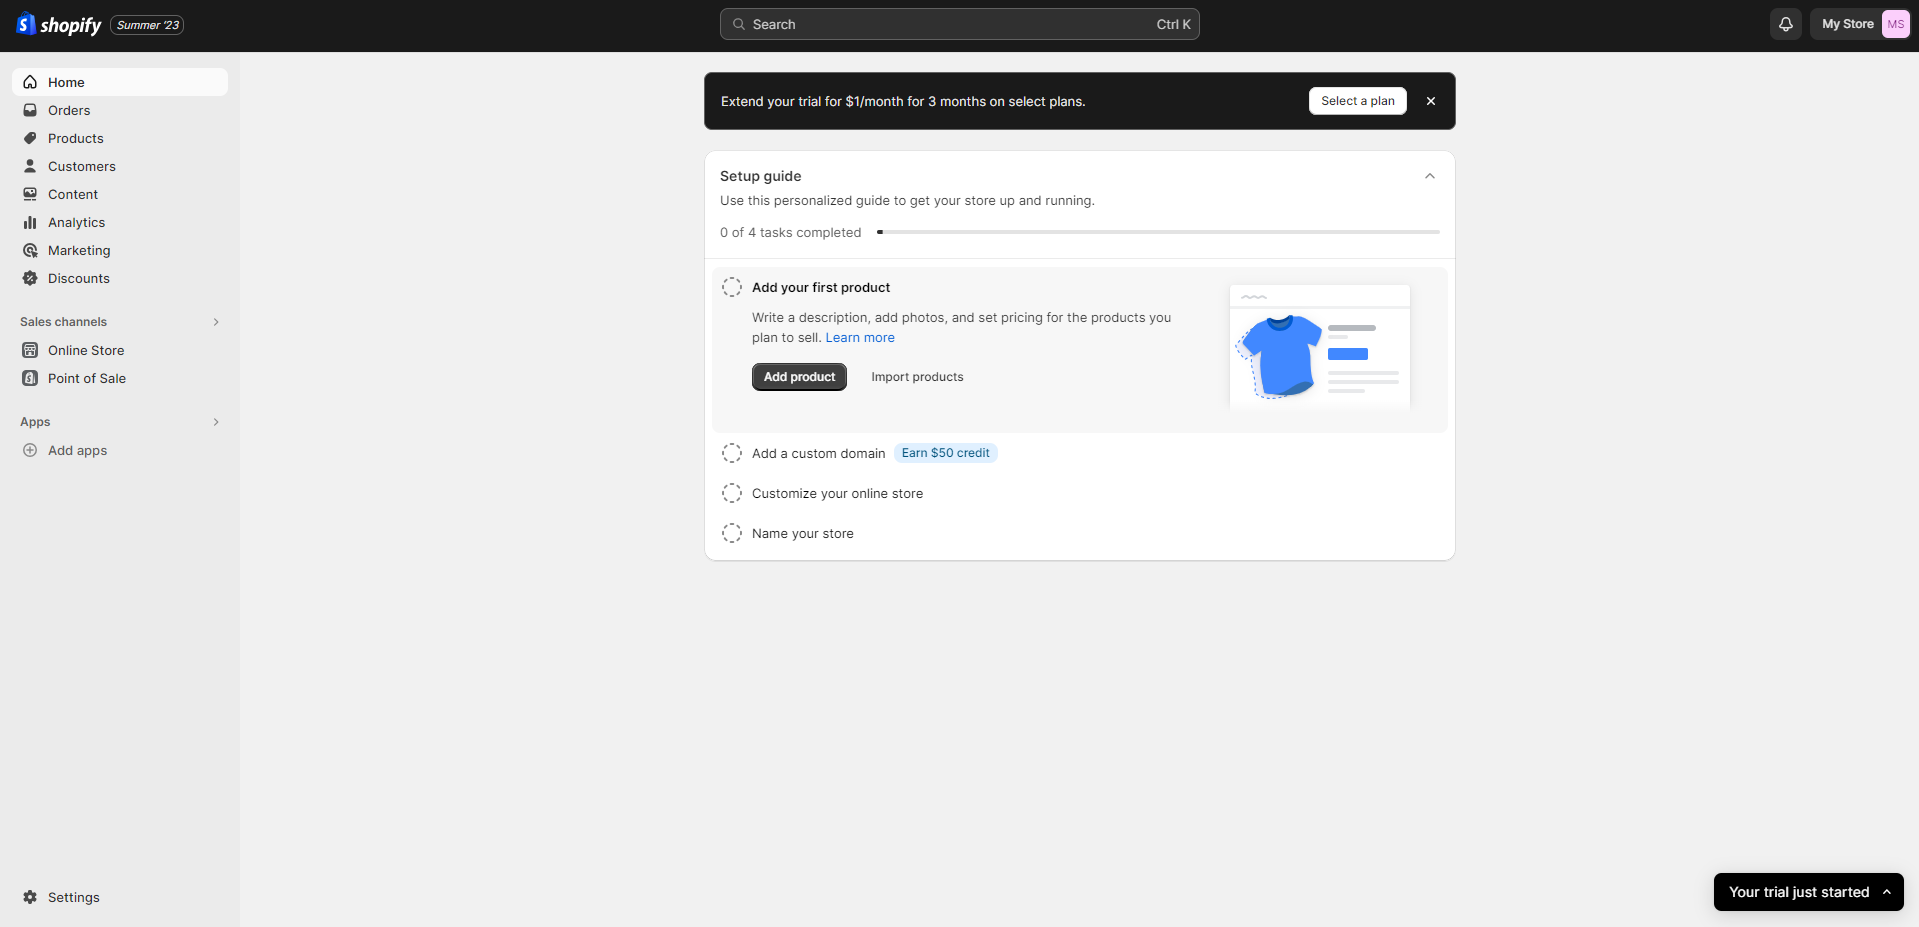 shopify
Summer '23
Search
Ctrl K
My Store
MS
Home
Orders
Products
Customers
Content
Analytics
Marketing
Discounts
Sales channels
Online Store
Point of Sale
Apps
Add apps
Settings
Extend your trial for $1/month for 3 months on select plans.
Select a plan
Setup guide
Use this personalized guide to get your store up and running.
0 of 4 tasks completed
Add your first product
Write a description, add photos, and set pricing for the products you
plan to sell. Learn more
Add product
Import products
Add a custom domain
Earn $50 credit
Customize your online store
Name your store
Your trial just started